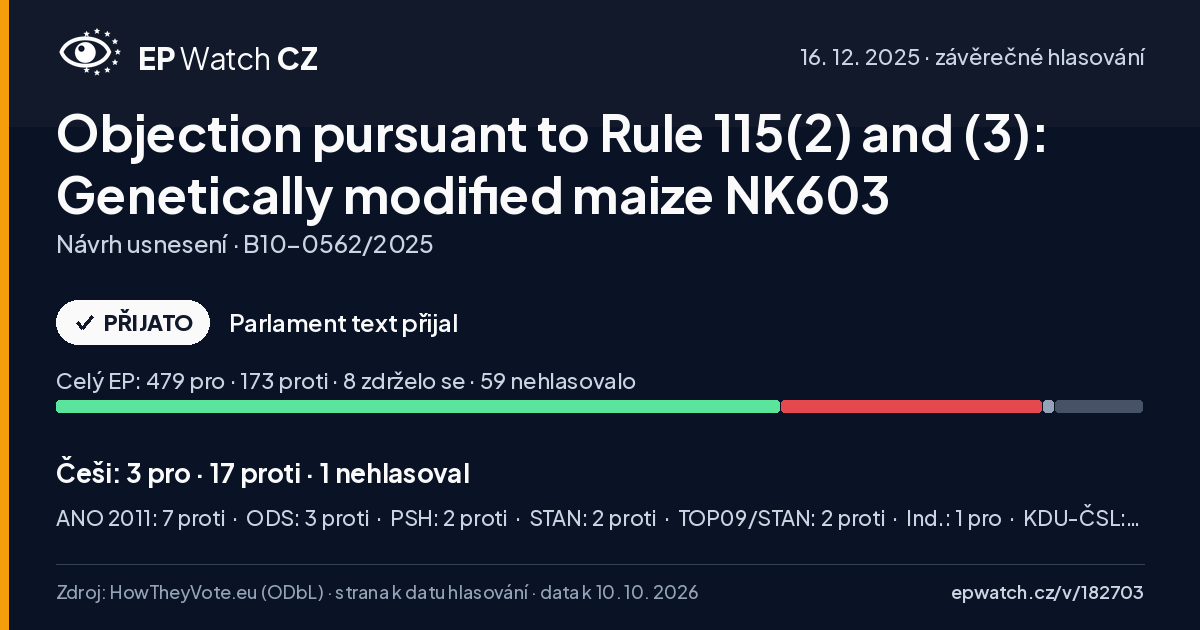 EP Watch CZ
16. 12. 2025 · závěrečné hlasování
Objection pursuant to Rule 115(2) and (3):
Genetically modified maize NK603
Návrh usnesení · B10-0562/2025
✓ PŘIJATO Parlament text přijal
Celý EP: 479 pro · 173 proti · 8 zdrželo se · 59 nehlasovalo
Češi: 3 pro · 17 proti · 1 nehlasoval
ANO 2011: 7 proti · ODS: 3 proti · PSH: 2 proti · STAN: 2 proti · TOP09/STAN: 2 proti · Ind.: 1 pro · KDU-ČSL:…
Zdroj: HowTheyVote.eu (ODbL) · strana k datu hlasování · data k 10. 10. 2026
epwatch.cz/v/182703